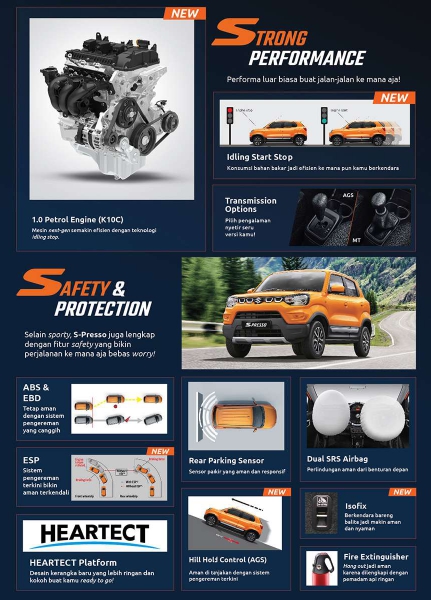 NEW
STRONG
PERFORMANCE
Performa luar biasa buat jalan-jalan ke mana aja!
NEW
Idling Start Stop
Konsumsi bahan bakar jadi efisien ke mana pun kamu berkendara
1.0 Petrol Engine (K10C)
Mesin next-gen semakin efisien dengan teknologi
idling stop.
Transmission
Options
Pilih pengalaman
nyetir seru
versi kamu!
AGS
MT
SAFETY &
PROTECTION
Selain sporty, S-Presso juga lengkap
dengan fitur safety yang bikin
perjalanan ke mana aja bebas worry!
S-PRESSO
ABS &
EBD
Tetap aman
dengan sistem
pengereman
yang canggih
NEW
ESP
Sistem
pengereman
terkini bikin
aman terkendali
Rear Parking Sensor
Sensor parkir yang aman dan responsif
Dual SRS Airbag
Perlindungan aman dari benturan depan
HEARTECT
HEARTECT Platform
Desain kerangka baru yang lebih ringan dan
kokoh buat kamu ready to go!
NEW
Hill Hold Control (AGS)
Aman di tanjakan dengan sistem
pengereman terkini
NEW
Isofix
Berkendara bareng
balita jadi makin aman
dan nyaman
NEW
Fire Extinguisher
Hang out jadi aman
karena dilengkapi dengan
pemadam api ringan